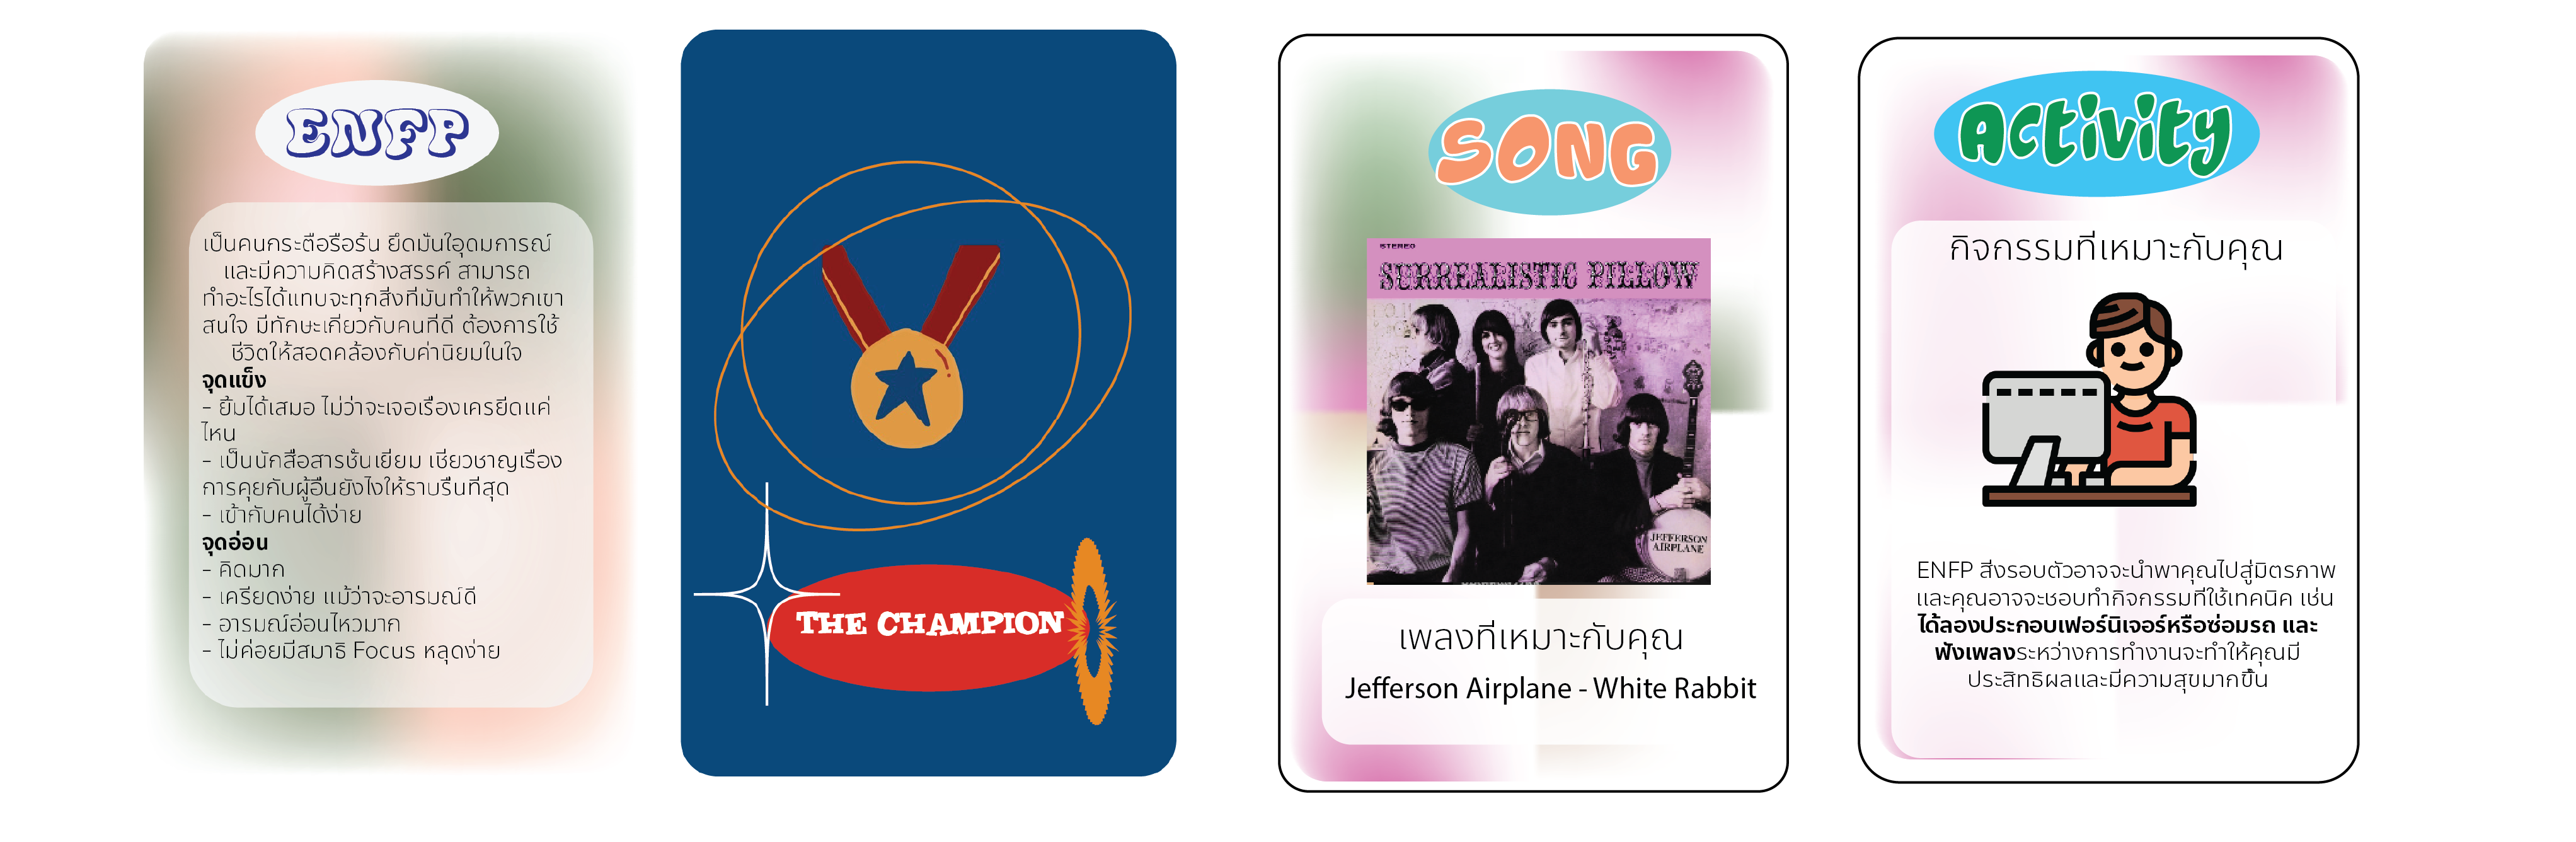 ENFP
เป็นคนกระตือรือร้น ยึดมั่นในอุดมการณ์
และมีความคิดสร้างสรรค์ สามารถ
ทำอะไรได้แทบจะทุกสิ่งที่มันทำให้พวกเขา
สนใจ มีทักษะเกี่ยวกับคนที่ดี ต้องการใช้
ชีวิตให้สอดคล้องกับค่านิยมในใจ
จุดแข็ง
- ยิ้มได้เสมอ ไม่ว่าจะเจอเรื่องเครยีดแค่
ไหน
- เป็นนักสื่อสารชั้นเยี่ยม เชี่ยวชาญเรื่อง
การคุยกับผู้อื่นยังไงให้ราบรื่นที่สุด
- เข้ากับคนได้ง่าย
จุดอ่อน
- คิดมาก
- เครียดง่าย แม้ว่าจะอารมณ์ดี
- อารมณ์อ่อนไหวมาก
- ไม่ค่อยมีสมาธิ Focus หลุดง่าย
THE CHAMPION
SONG
STEREO
SURREALISTIC PILLOW
JEFFERSON
AIRPLANE
เพลงที่เหมาะกับคุณ
Jefferson Airplane - White Rabbit
Activity
กิจกรรมที่เหมาะกับคุณ
ENFP สิ่งรอบตัวอาจจะนำพาคุณไปสู่มิตรภาพ
และคุณอาจจะชอบทำกิจกรรมที่ใช้เทคนิค เช่น
ได้ลองประกอบเฟอร์นิเจอร์หรือซ่อมรถ และ
ฟังเพลงระหว่างการทำงานจะทำให้คุณมี
ประสิทธิผลและมีความสุขมากขึ้น